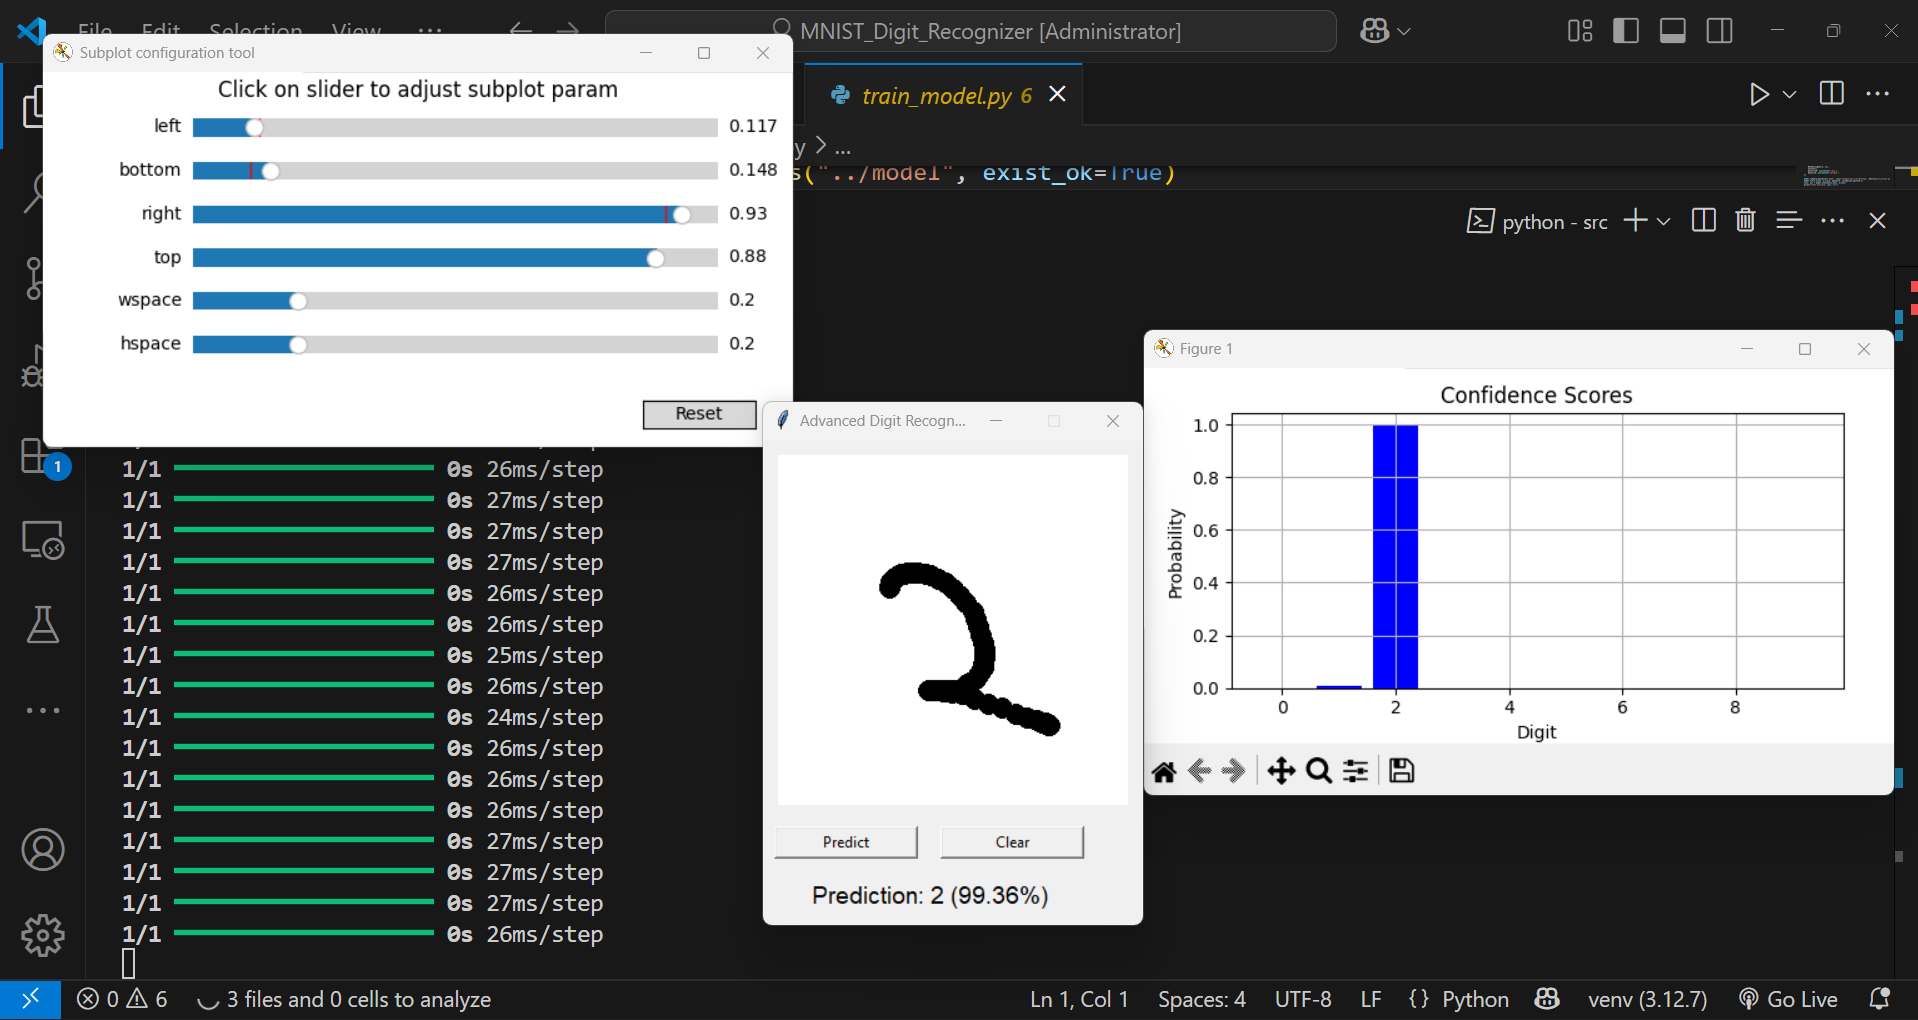 File Edit Selection View ...
MNIST_Digit_Recognizer [Administrator]
Subplot configuration tool
Click on slider to adjust subplot param
left 0.117
bottom 0.148
right 0.93
top 0.88
wspace 0.2
hspace 0.2
Reset
train_model.py 6
y > ...
s("../model", exist_ok=True)
python - src
1
1/1 0s 26ms/step
1/1 0s 27ms/step
1/1 0s 27ms/step
1/1 0s 27ms/step
1/1 0s 26ms/step
1/1 0s 26ms/step
1/1 0s 25ms/step
1/1 0s 26ms/step
1/1 0s 24ms/step
1/1 0s 26ms/step
1/1 0s 26ms/step
1/1 0s 26ms/step
1/1 0s 27ms/step
1/1 0s 27ms/step
1/1 0s 27ms/step
1/1 0s 26ms/step
Advanced Digit Recogn...
2
Predict Clear
Prediction: 2 (99.36%)
Figure 1
Confidence Scores
Probability
1.0
0.8
0.6
0.4
0.2
0.0
0 2 4 6 8
Digit
0 6 3 files and 0 cells to analyze
Ln 1, Col 1 Spaces: 4 UTF-8 LF {} Python venv (3.12.7) Go Live